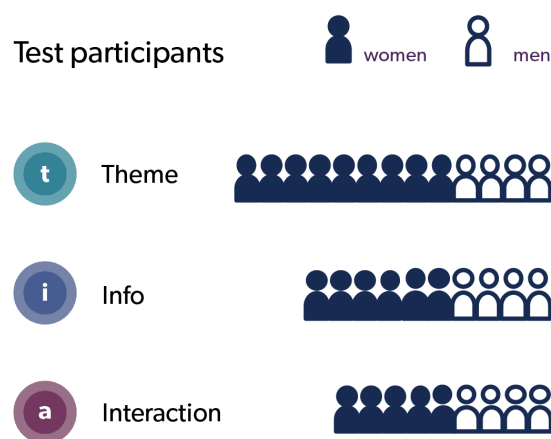 Test participants
women
men
t
Theme
i
Info
a
Interaction